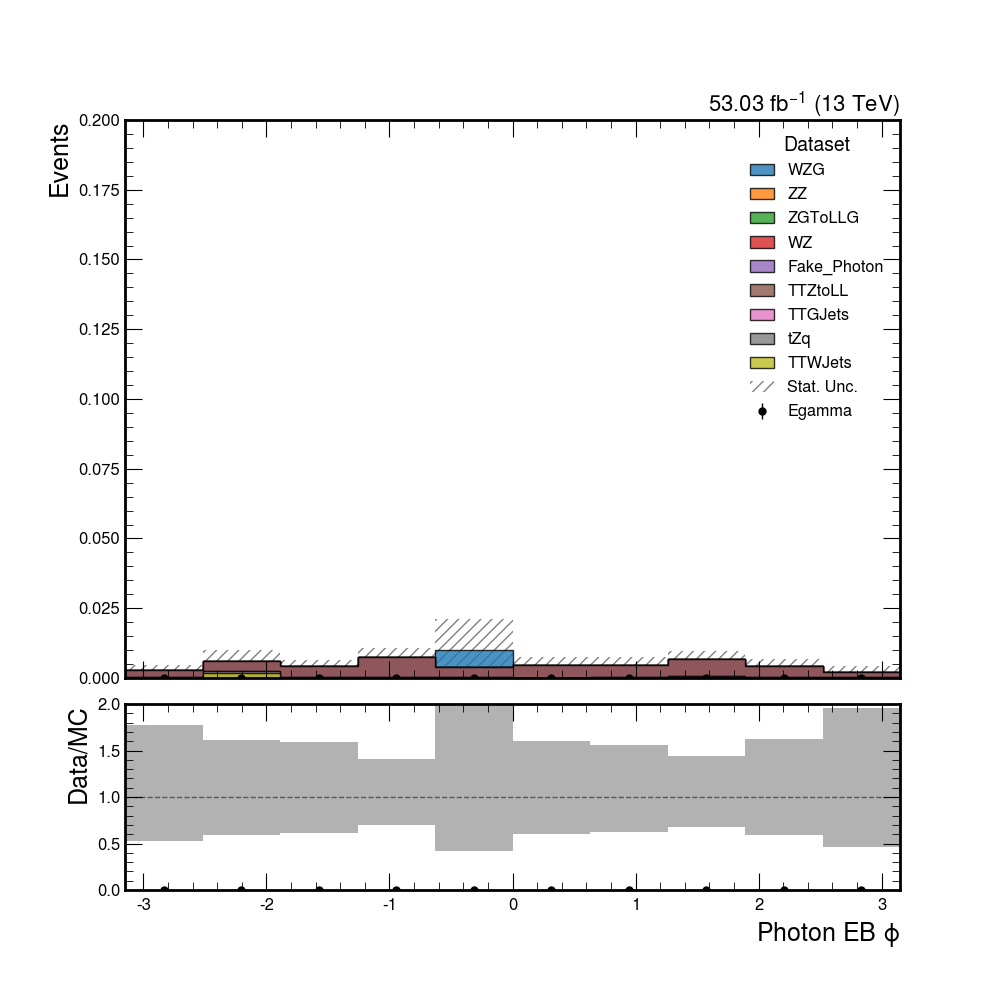 53.03 fb⁻¹ (13 TeV)
Events
0.200
0.175
0.150
0.125
0.100
0.075
0.050
0.025
0.000
Dataset
WZG
ZZ
ZGToLLG
WZ
Fake_Photon
TTZtoLL
TTGJets
tZq
TTWJets
Stat. Unc.
Egamma
Data/MC
2.0
1.5
1.0
0.5
0.0
-3 -2 -1 0 1 2 3
Photon EB ϕ